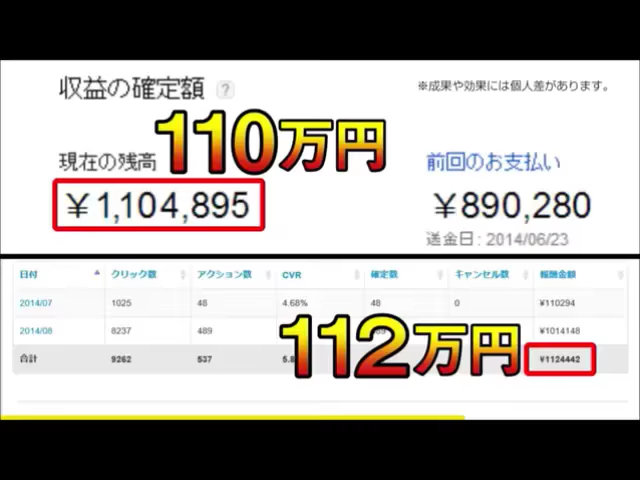 収益の確定額 ?
※成果や効果には個人差があります。
110万円
現在の残高
¥1,104,895
前回のお支払い
¥890,280
送金日: 2014/06/23
日付 クリック数 アクション数 CVR 確定数 キャンセル数 報酬金額
2014/07 1025 48 4.68% 48 0 ¥110294
2014/08 8237 489 ¥1014148
合計 9262 537 ¥1124442
112万円